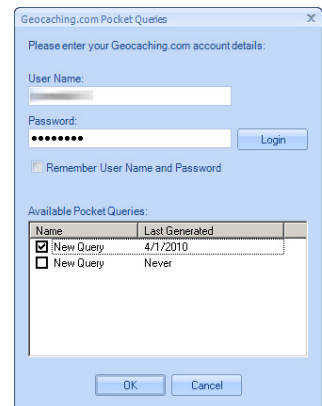 Geocaching.com Pocket Queries X
Please enter your Geocaching.com account details:
User Name:
Password:
●●●●●●●●
Login
Remember User Name and Password
Available Pocket Queries:
Name Last Generated
New Query 4/1/2010
New Query Never
OK Cancel